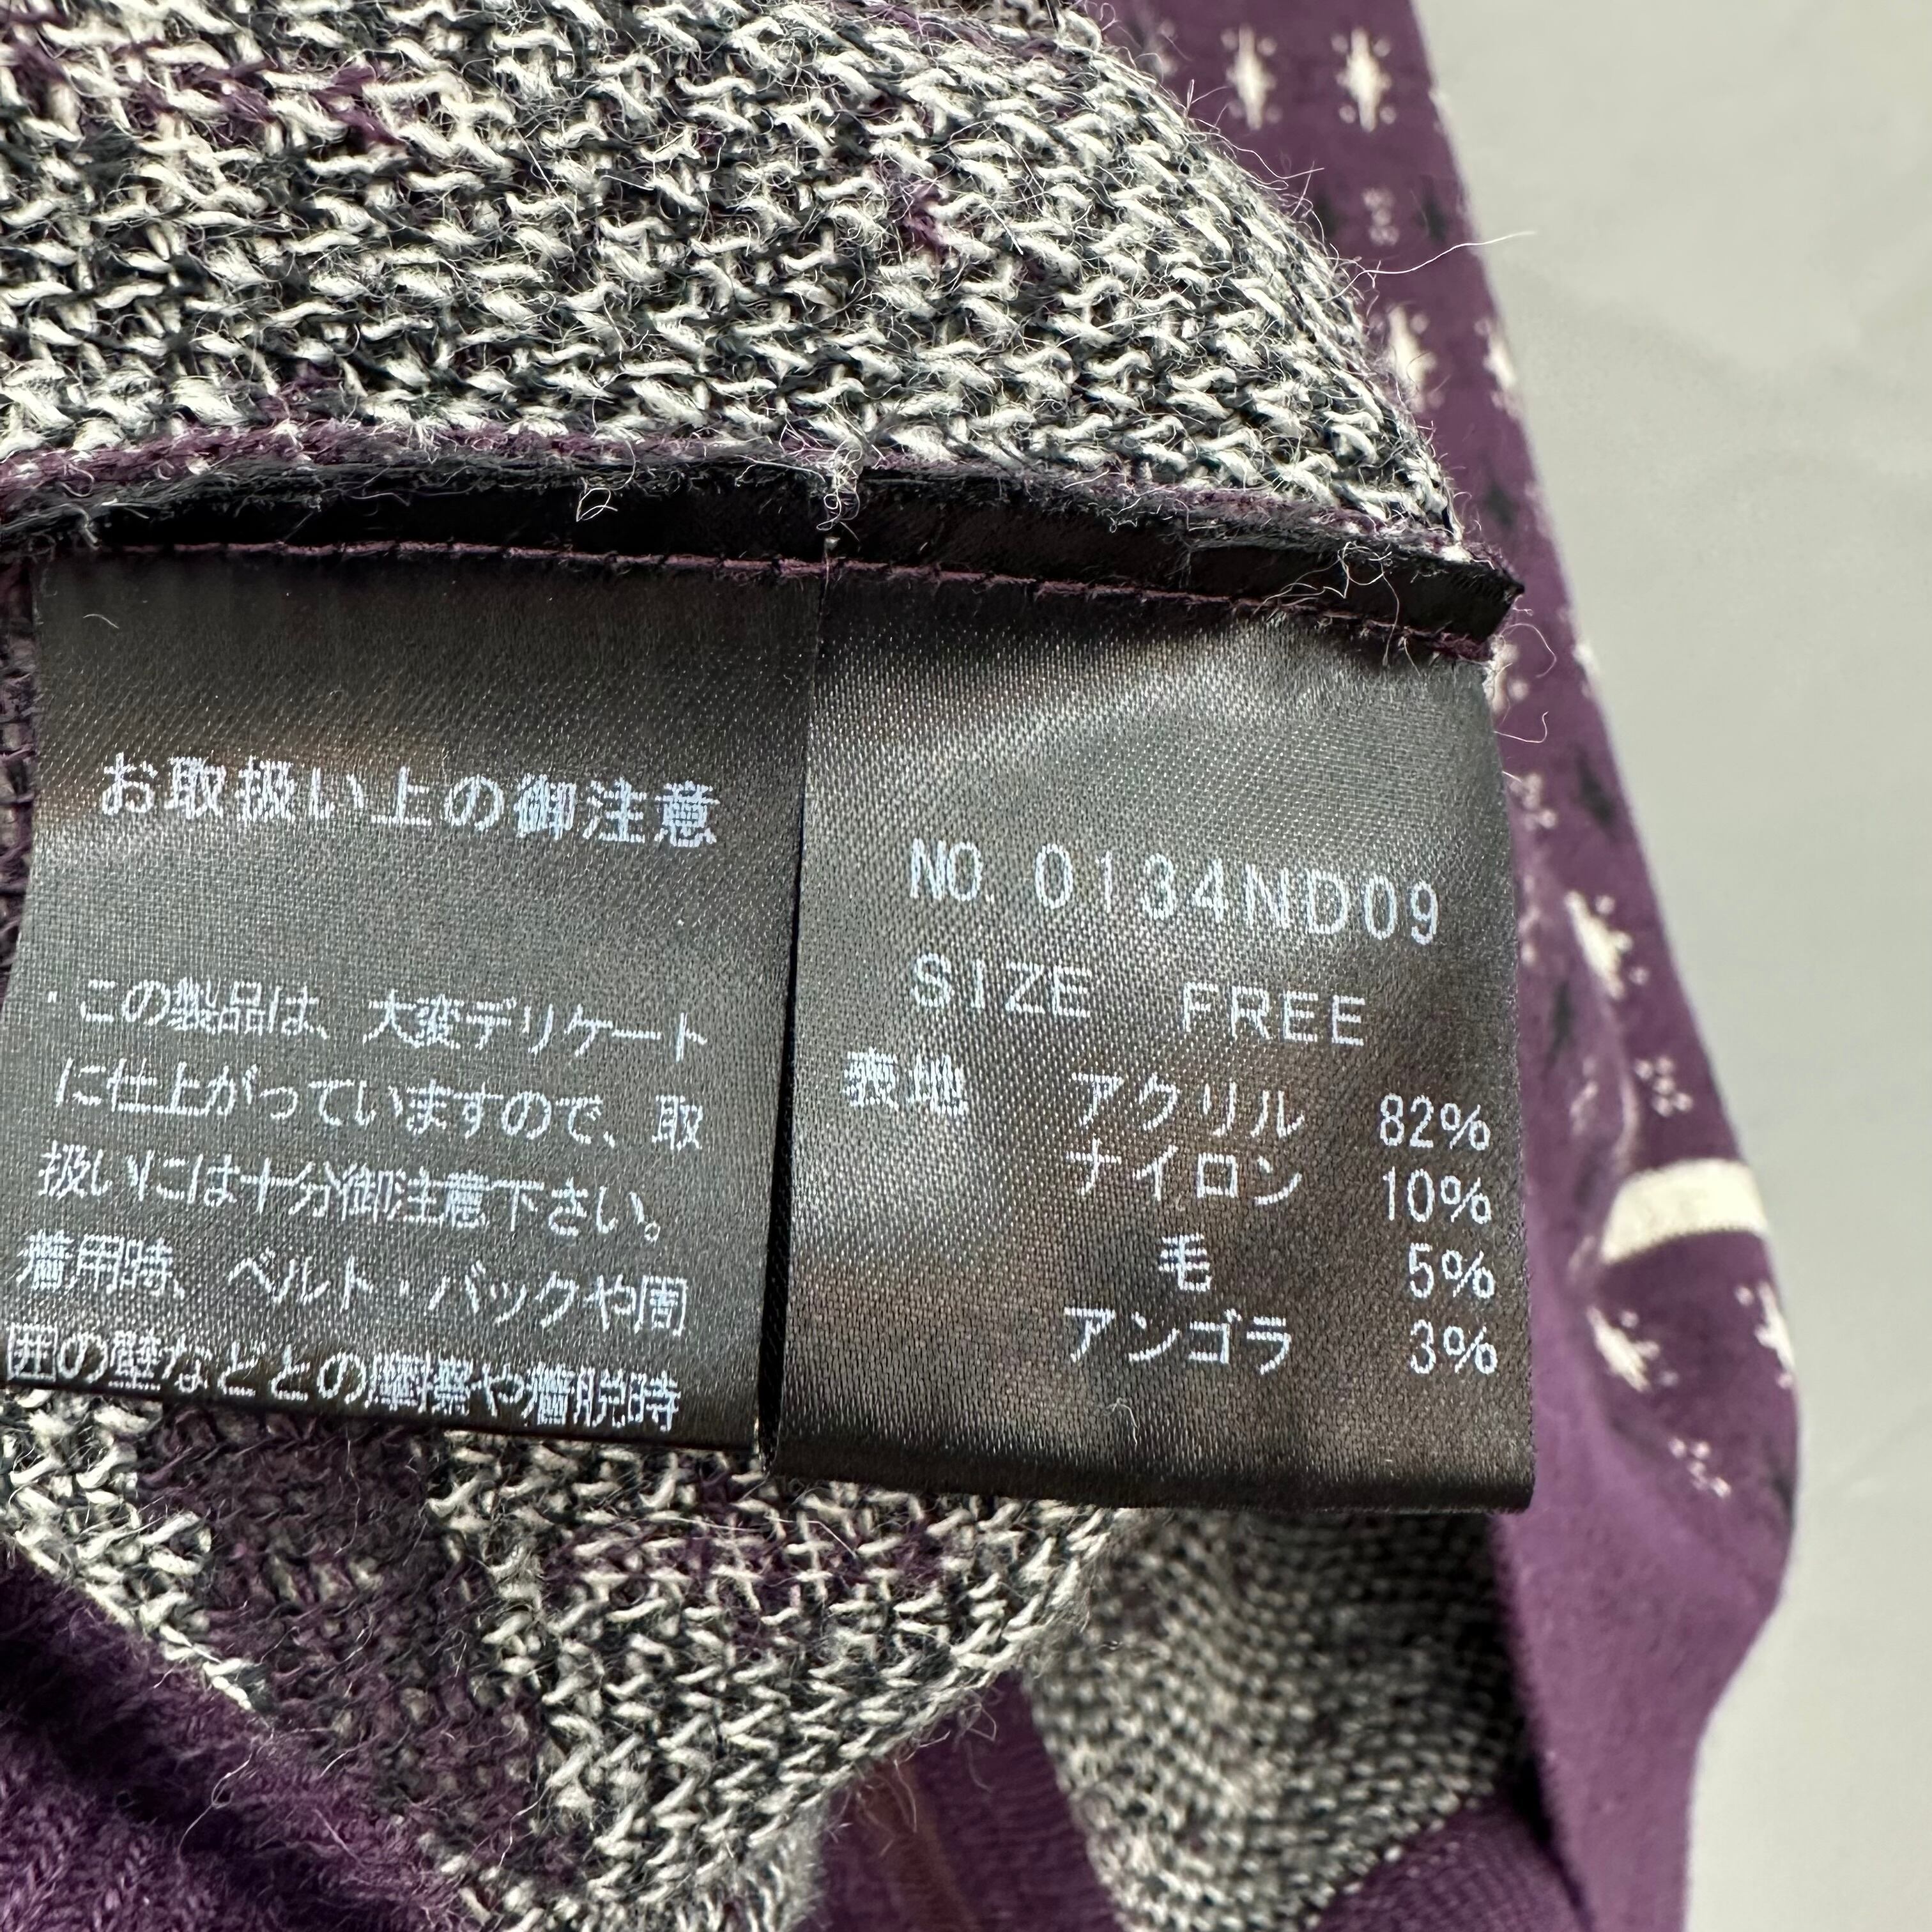 お取扱い上の御注意
・この製品は、大変デリケート
に仕上がっていますので、取
扱いには十分御注意下さい。
着用時、ベルト・バックや周
囲の壁などとの摩擦や着脱時
NO. 0134ND09
SIZE FREE
表地 アクリル 82%
ナイロン 10%
毛 5%
アンゴラ 3%